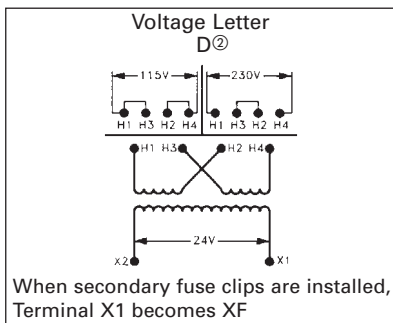 Voltage Letter
D②
115V 230V
H1 H3 H2 H4 H1 H3 H2 H4
H1 H3 H2 H4
24V
X2 X1
When secondary fuse clips are installed,
Terminal X1 becomes XF